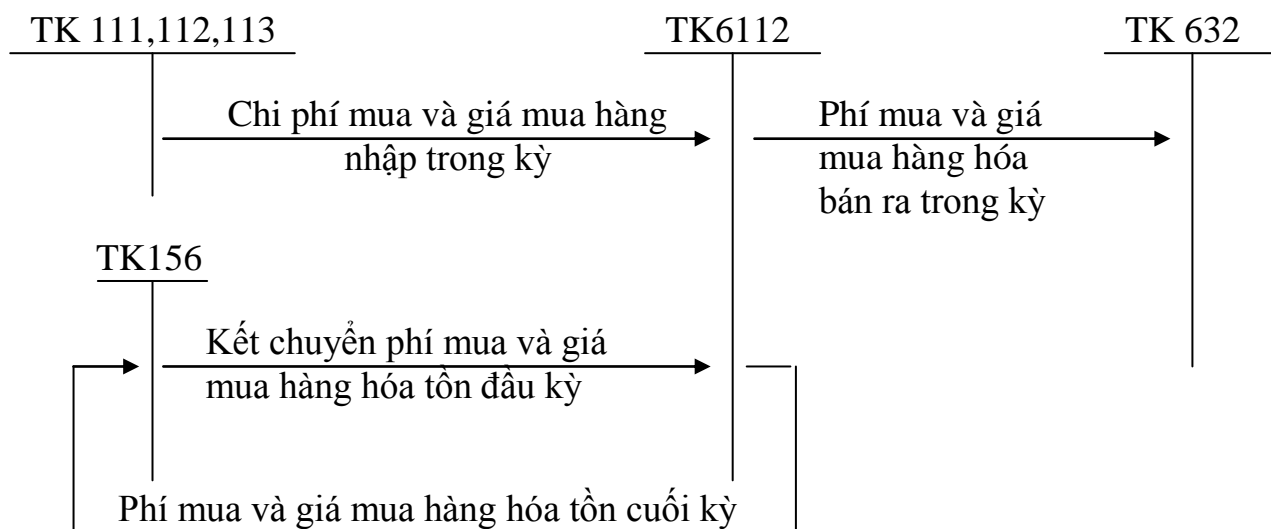 TK 111,112,113
TK6112
TK 632
Chi phí mua và giá mua hàng
nhập trong kỳ
Phí mua và giá
mua hàng hóa
bán ra trong kỳ
TK156
Kết chuyển phí mua và giá
mua hàng hóa tồn đầu kỳ
Phí mua và giá mua hàng hóa tồn cuối kỳ